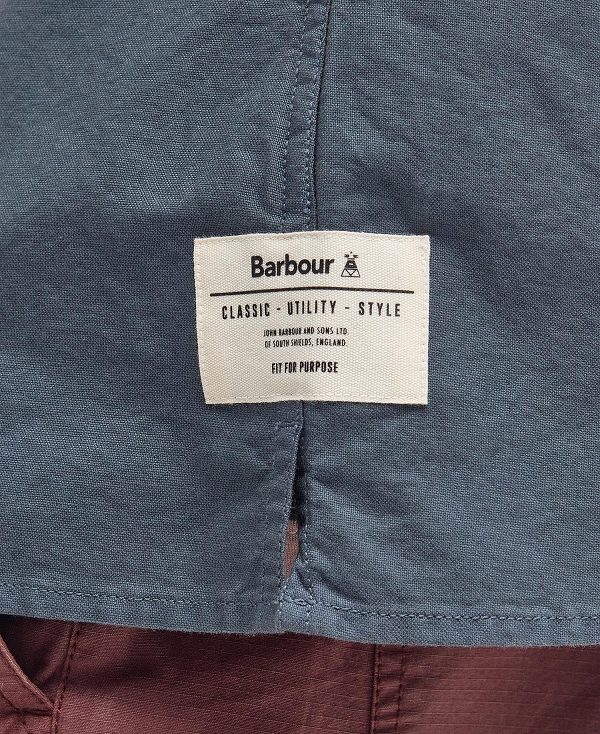 Barbour
CLASSIC - UTILITY - STYLE
JOHN BARBOUR AND SONS LTD
OF SOUTH SHIELDS, ENGLAND
FIT FOR PURPOSE